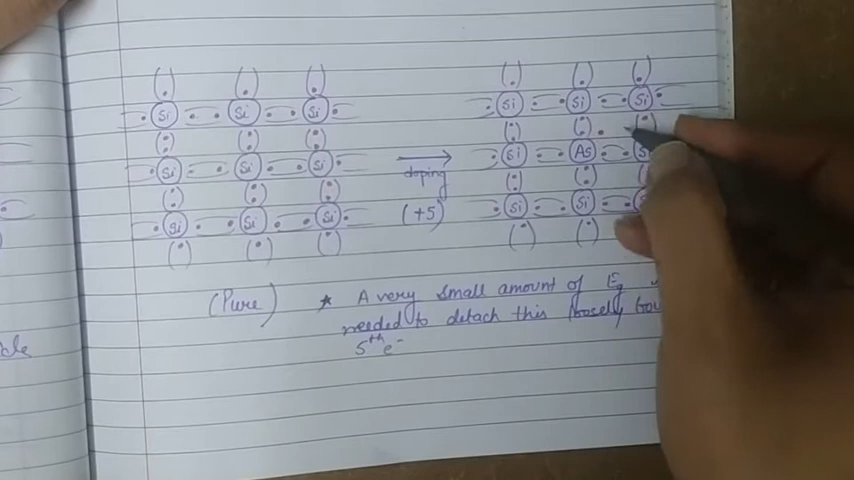 Si Si Si Si Si Si
Si Si Si doping Si As
Si Si Si (+5) Si Si
(Pure) * A very small amount of Eg
needed to detach this loosely
5th e-